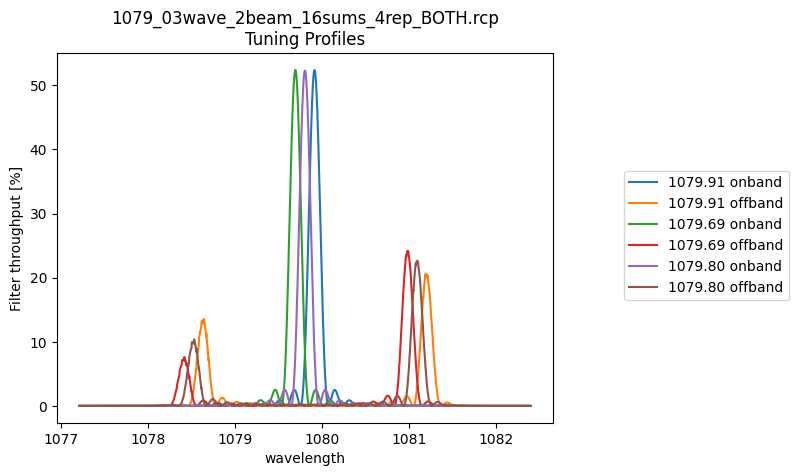 1079_03wave_2beam_16sums_4rep_BOTH.rcp
Tuning Profiles
Filter throughput [%]
50
40
30
20
10
0
1077 1078 1079 1080 1081 1082
wavelength
1079.91 onband
1079.91 offband
1079.69 onband
1079.69 offband
1079.80 onband
1079.80 offband